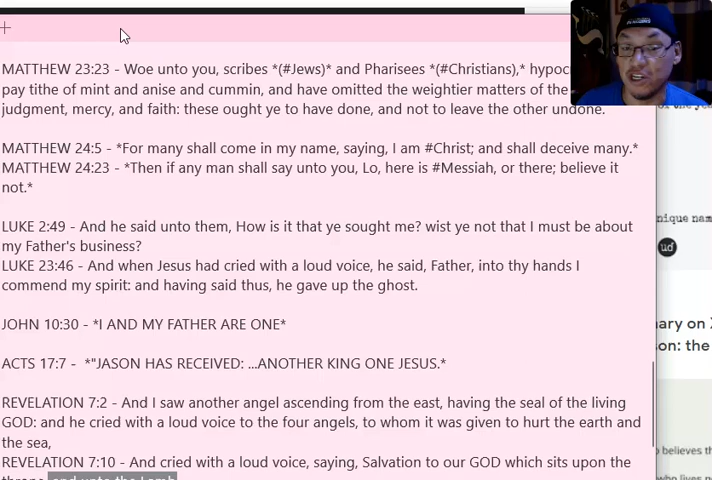 MATTHEW 23:23 - Woe unto you, scribes *(#Jews)* and Pharisees *(#Christians),*
pay tithe of mint and anise and cummin, and have omitted the weightier matters of the
judgment, mercy, and faith: these ought ye to have done, and not to leave the other undone.
MATTHEW 24:5 - *For many shall come in my name, saying, I am #Christ; and shall deceive many.*
MATTHEW 24:23 - *Then if any man shall say unto you, Lo, here is #Messiah, or there; believe it
not.*
LUKE 2:49 - And he said unto them, How is it that ye sought me? wist ye not that I must be about
my Father's business?
LUKE 23:46 - And when Jesus had cried with a loud voice, he said, Father, into thy hands I
commend my spirit: and having said thus, he gave up the ghost.
JOHN 10:30 - *I AND MY FATHER ARE ONE*
ACTS 17:7 - *"JASON HAS RECEIVED: ...ANOTHER KING ONE JESUS.*
REVELATION 7:2 - And I saw another angel ascending from the east, having the seal of the living
GOD: and he cried with a loud voice to the four angels, to whom it was given to hurt the earth and
the sea,
REVELATION 7:10 - And cried with a loud voice, saying, Salvation to our GOD which sits upon the
throne, and unto the Lamb
nique nam
ud
ary on
on: the
believes th
who lives